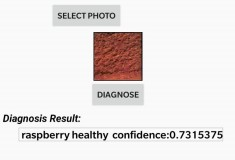 SELECT PHOTO
DIAGNOSE
Diagnosis Result:
raspberry healthy confidence:0.7315375